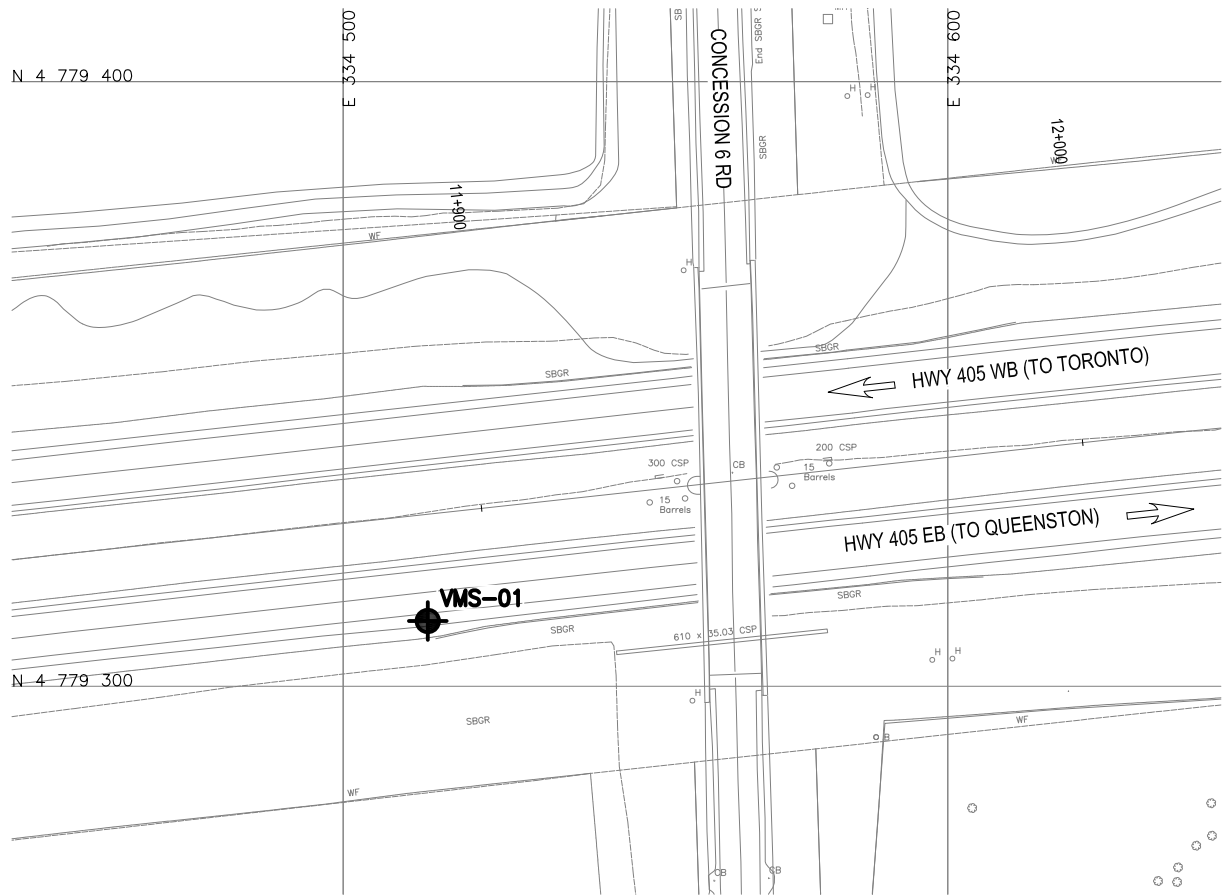 SB
End SBGR
E 334 500
E 334 600
CONCESSION 6 RD
N 4 779 400
H H
SBGR
12+000
11+900
WF
H
SBGR
SBGR
HWY 405 WB (TO TORONTO)
300 CSP
CB
200 CSP
15
Barrels
15
Barrels
HWY 405 EB (TO QUEENSTON)
VMS-01
SBGR
SBGR
610 x 35.03 CSP
H H
N 4 779 300
H
SBGR
WF
B
WF
CB
CB